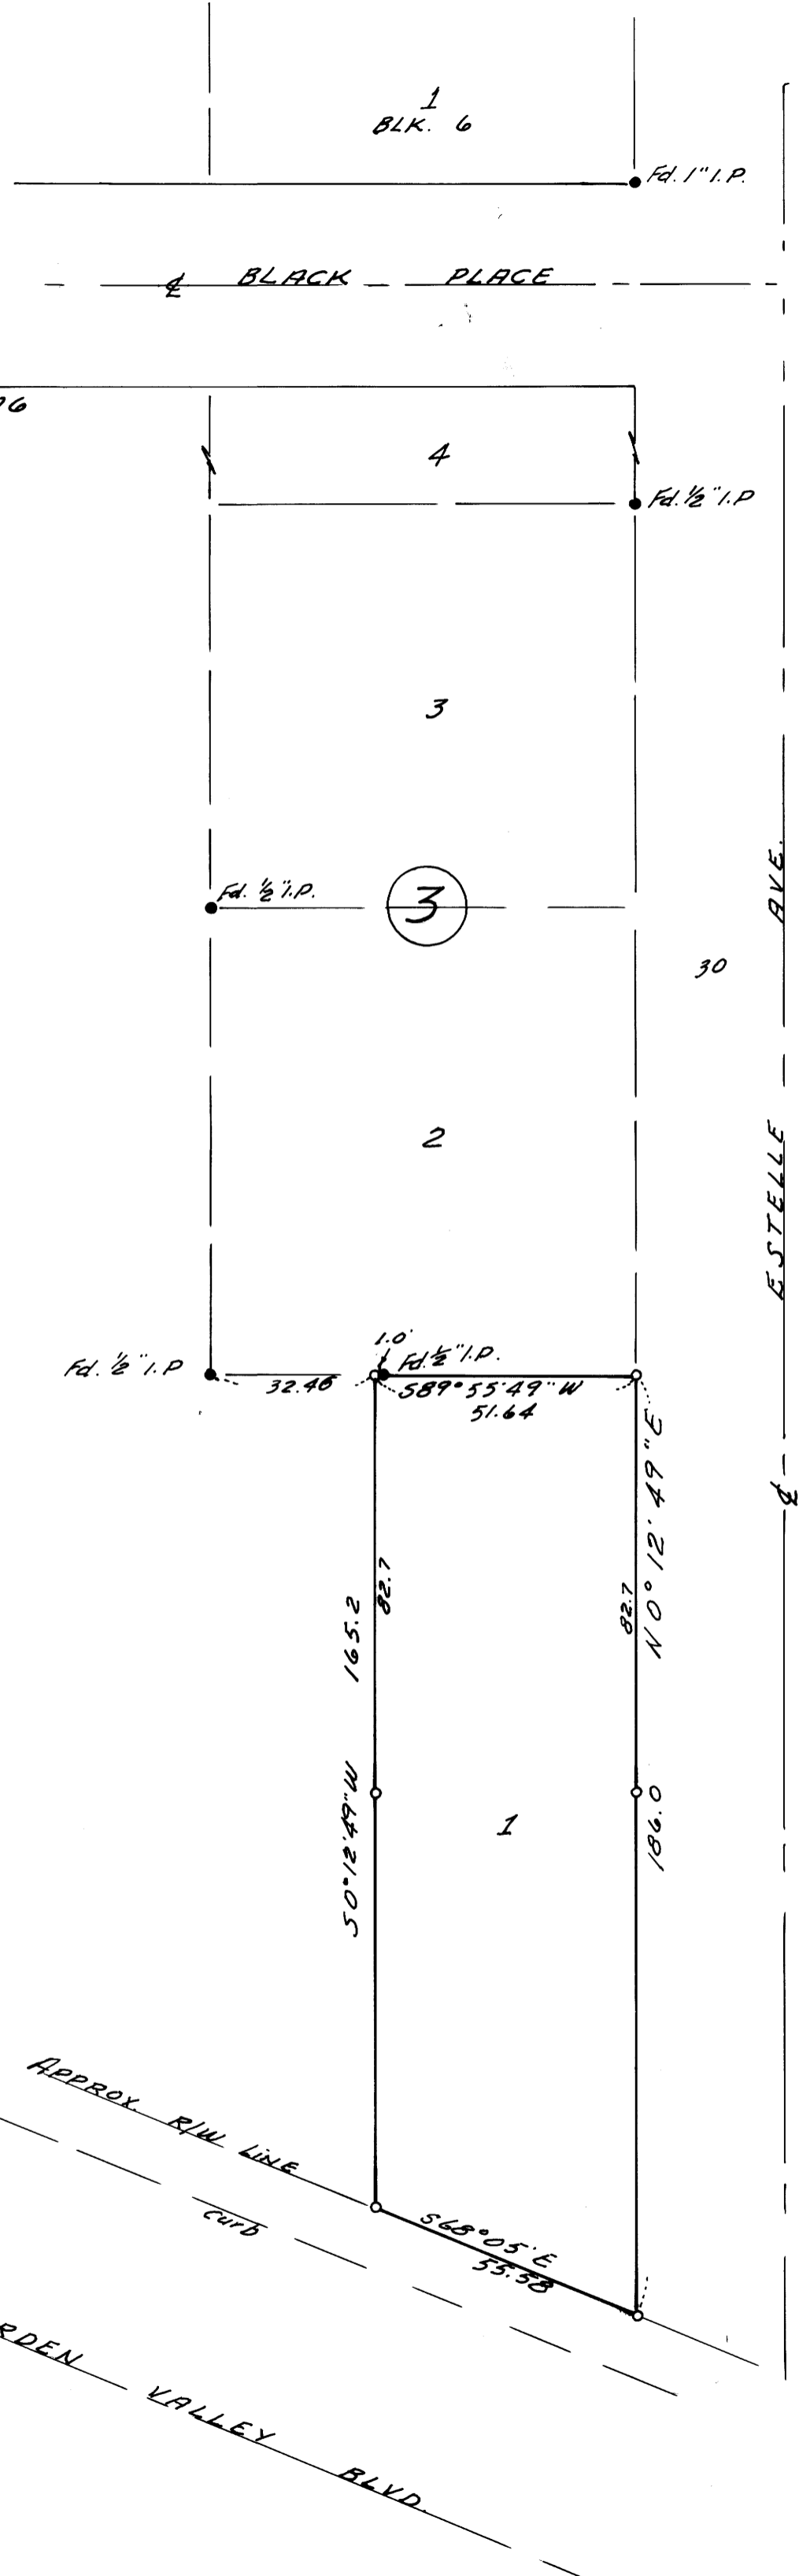 1
BLK. 6
Fd. 1" I.P.
℄ BLACK PLACE
4
Fd. ½" I.P
3
Fd. ½" I.P.
3
30
2
ESTELLE AVE.
℄
1.0'
Fd. ½" I.P
Fd. ½" I.P.
32.46
S89°55'49"W
51.64
N0°12'49"E
82.7
82.7
165.2
186.0
S0°12'49"W
1
APPROX. R/W LINE
Curb
S68°05'E
55.58
RDEN VALLEY BLVD.